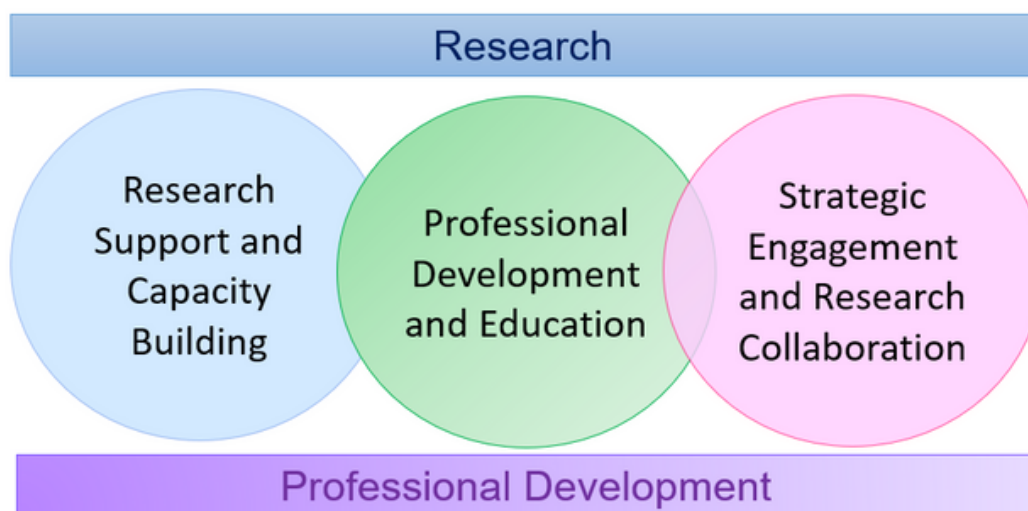 Research
Research
Support and
Capacity
Building
Professional
Development
and Education
Strategic
Engagement
and Research
Collaboration
Professional Development